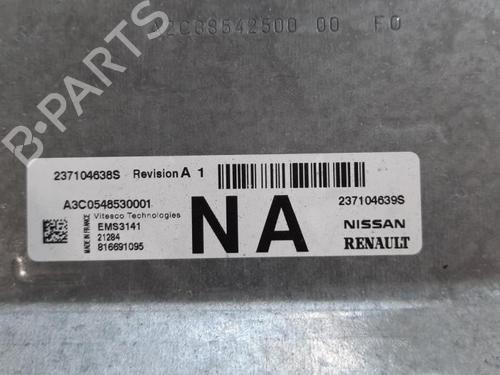 2C38542500 00 F0
B-PARTS
237104638S Revision A 1
A3C0548530001
Vitesco Technologies
EMS3141
21284
816691095
MADE IN FRANCE
NA
237104639S
NISSAN
RENAULT